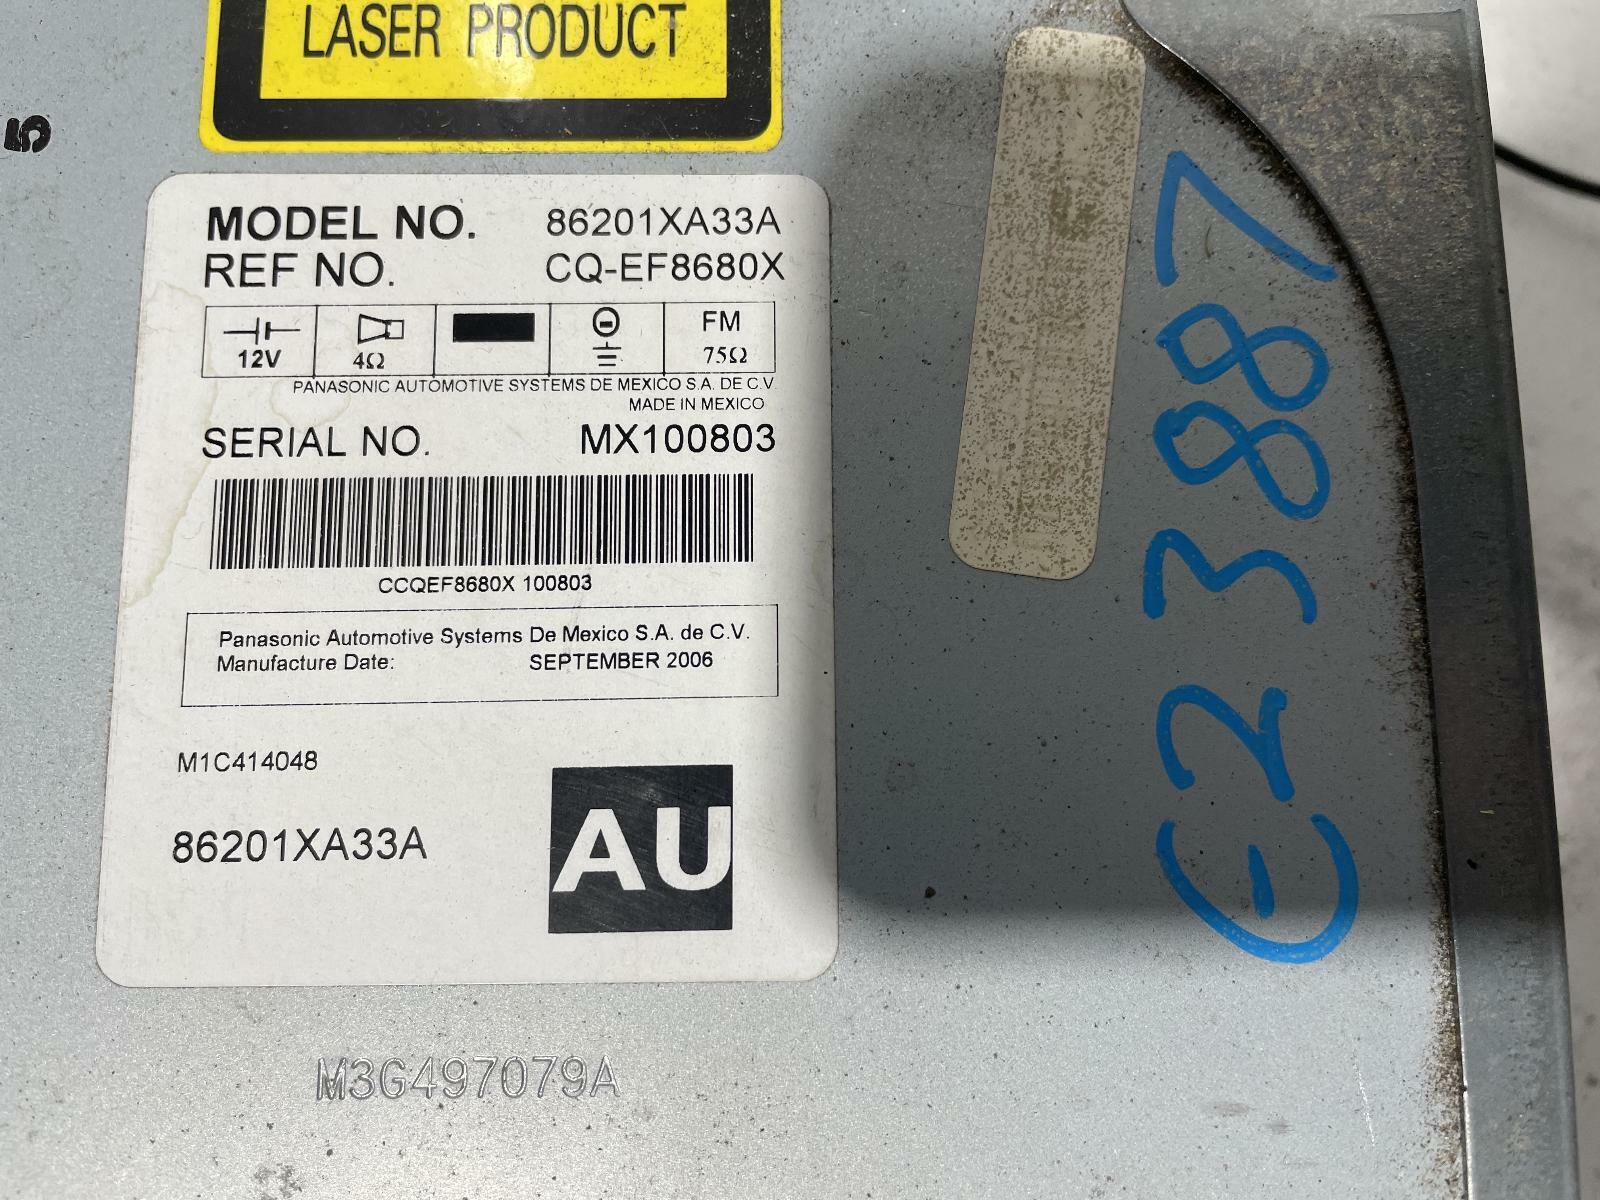 LASER PRODUCT
5
MODEL NO. 86201XA33A
REF NO. CQ-EF8680X
12V 4Ω FM 75Ω
PANASONIC AUTOMOTIVE SYSTEMS DE MEXICO S.A. DE C.V.
MADE IN MEXICO
SERIAL NO. MX100803
CCQEF8680X 100803
Panasonic Automotive Systems De Mexico S.A. de C.V.
Manufacture Date: SEPTEMBER 2006
M1C414048
86201XA33A
AU
M3G497079A
E23887